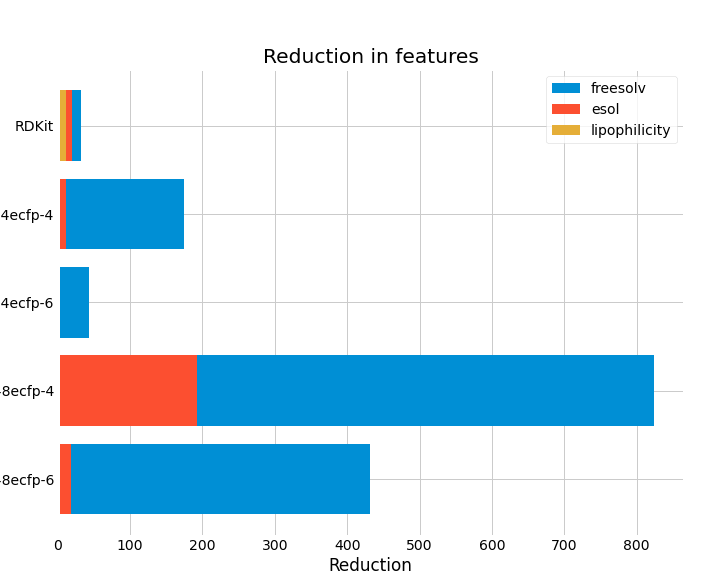 Reduction in features
freesolv
esol
lipophilicity
RDKit
4ecfp-4
4ecfp-6
8ecfp-4
8ecfp-6
0 100 200 300 400 500 600 700 800
Reduction